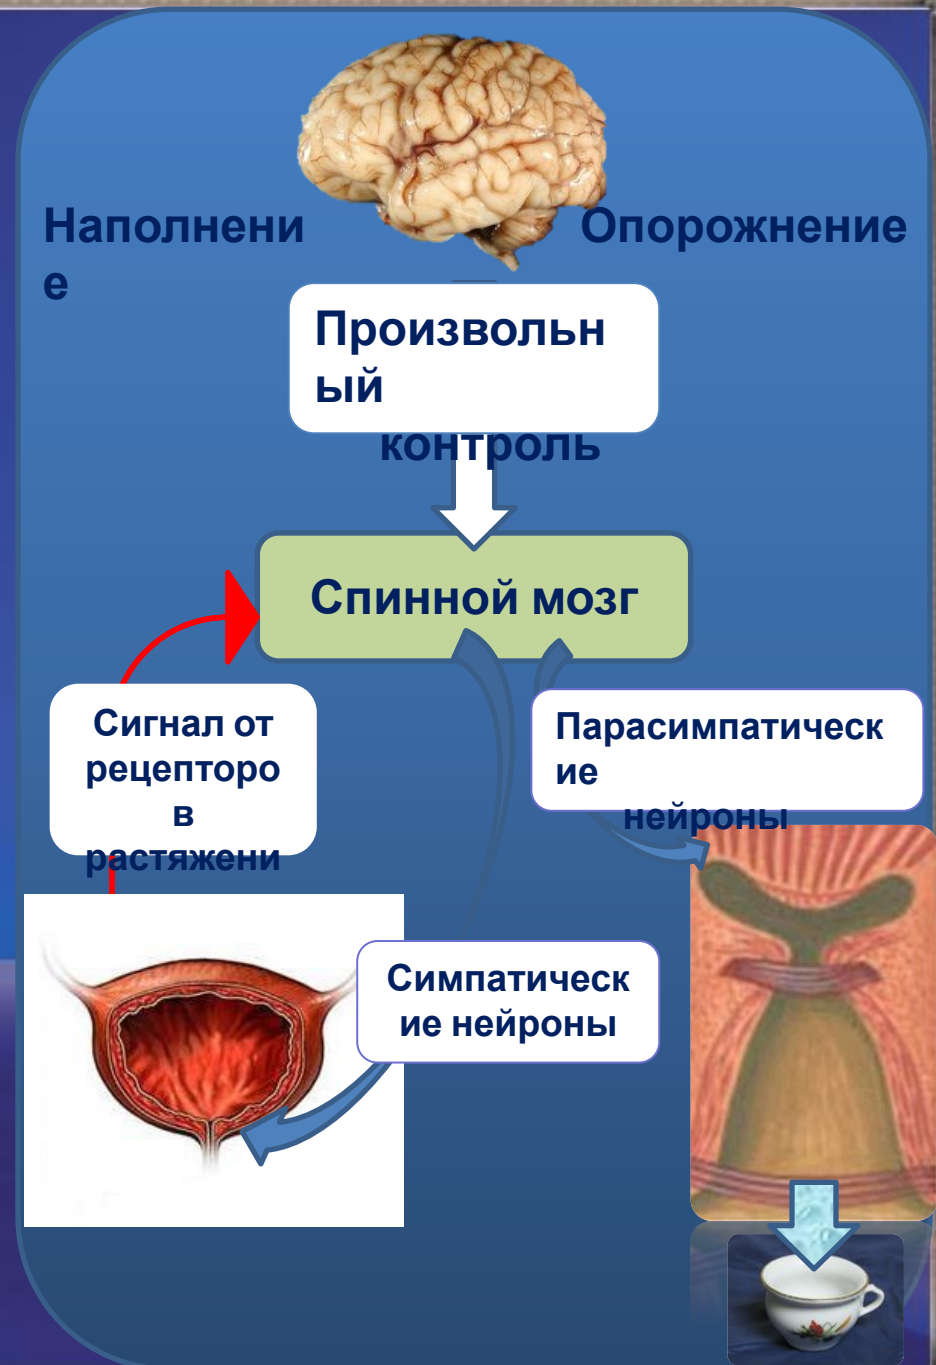 Наполнени
е
Опорожнение
Произвольн
ый
контроль
Спинной мозг
Сигнал от
рецепторо
в
растяжени
Парасимпатическ
ие
нейроны
Симпатическ
ие нейроны